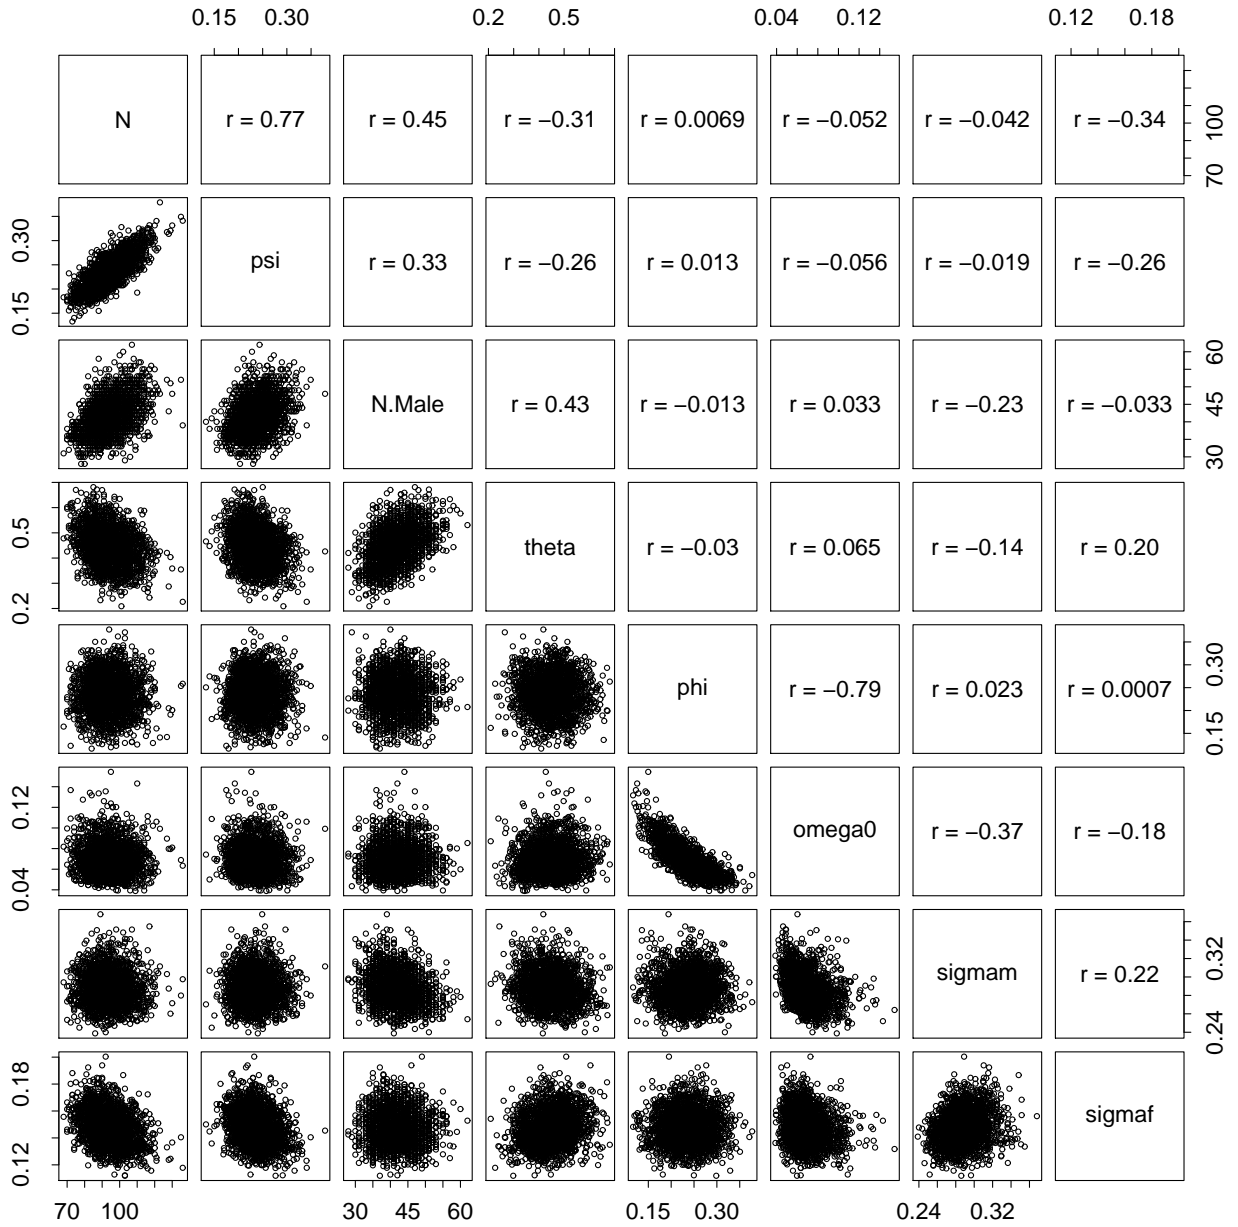 0.15 0.30 0.2 0.5 0.04 0.12 0.12 0.18
N r = 0.77 r = 0.45 r = −0.31 r = 0.0069 r = −0.052 r = −0.042 r = −0.34
70 100
0.15 0.30
psi r = 0.33 r = −0.26 r = 0.013 r = −0.056 r = −0.019 r = −0.26
N.Male r = 0.43 r = −0.013 r = 0.033 r = −0.23 r = −0.033
30 45 60
0.2 0.5
theta r = −0.03 r = 0.065 r = −0.14 r = 0.20
phi r = −0.79 r = 0.023 r = 0.0007
0.15 0.30
0.04 0.12
omega0 r = −0.37 r = −0.18
sigmam r = 0.22
0.24 0.32
0.12 0.18
sigmaf
70 100 30 45 60 0.15 0.30 0.24 0.32